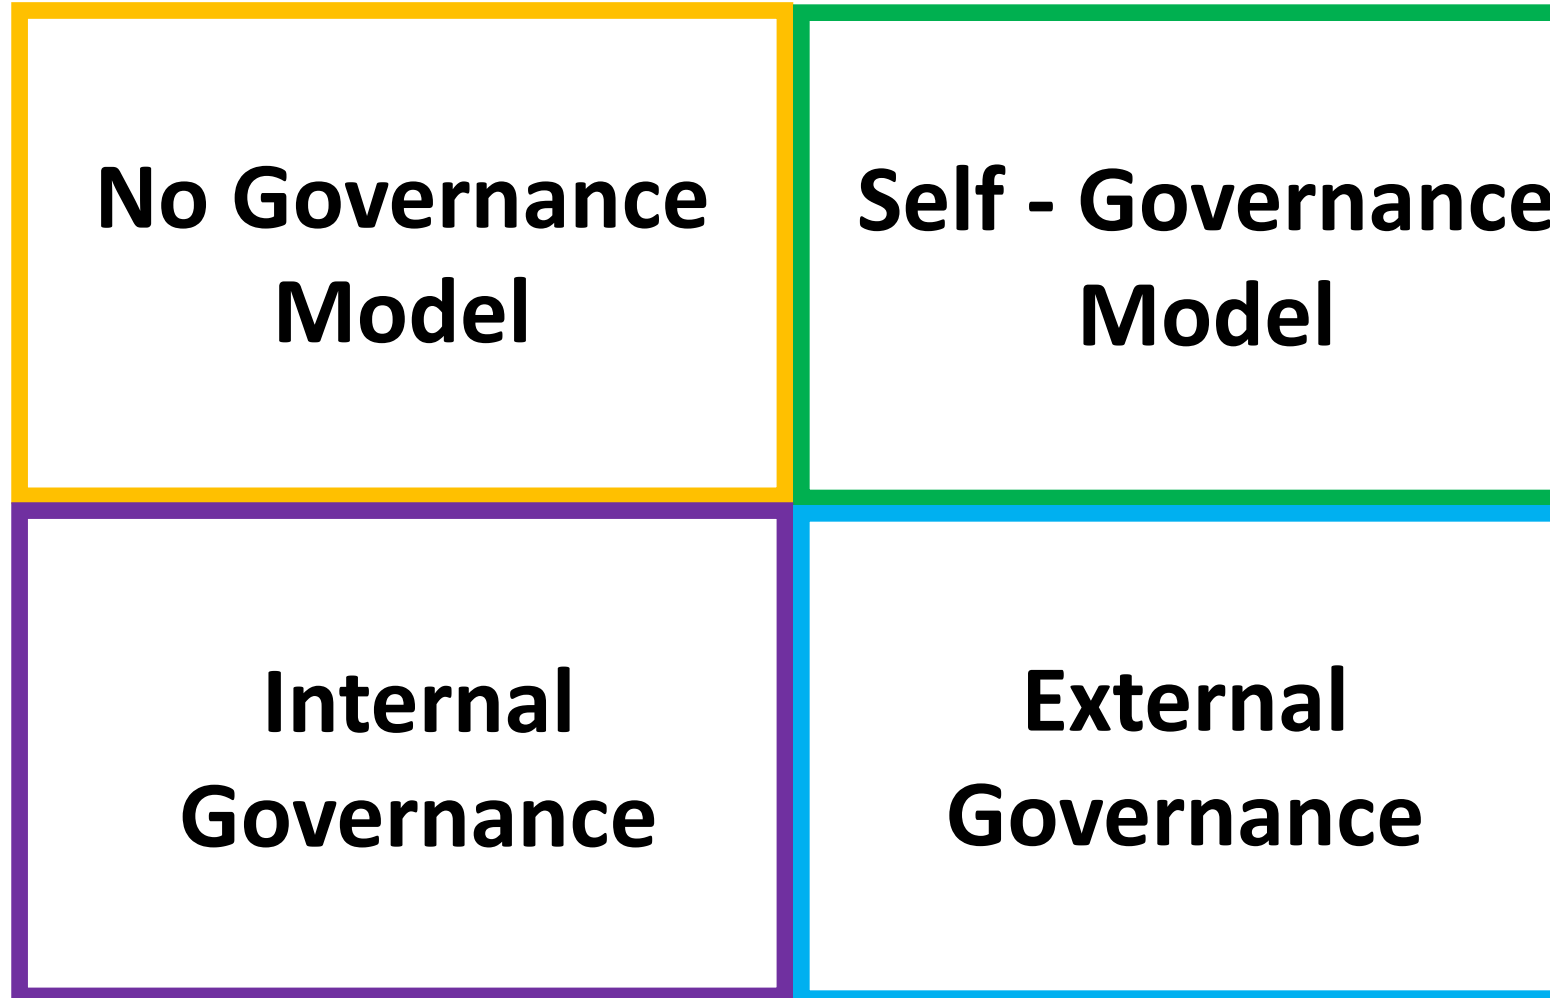 No Governance
Model
Self - Governance
Model
Internal
Governance
External
Governance